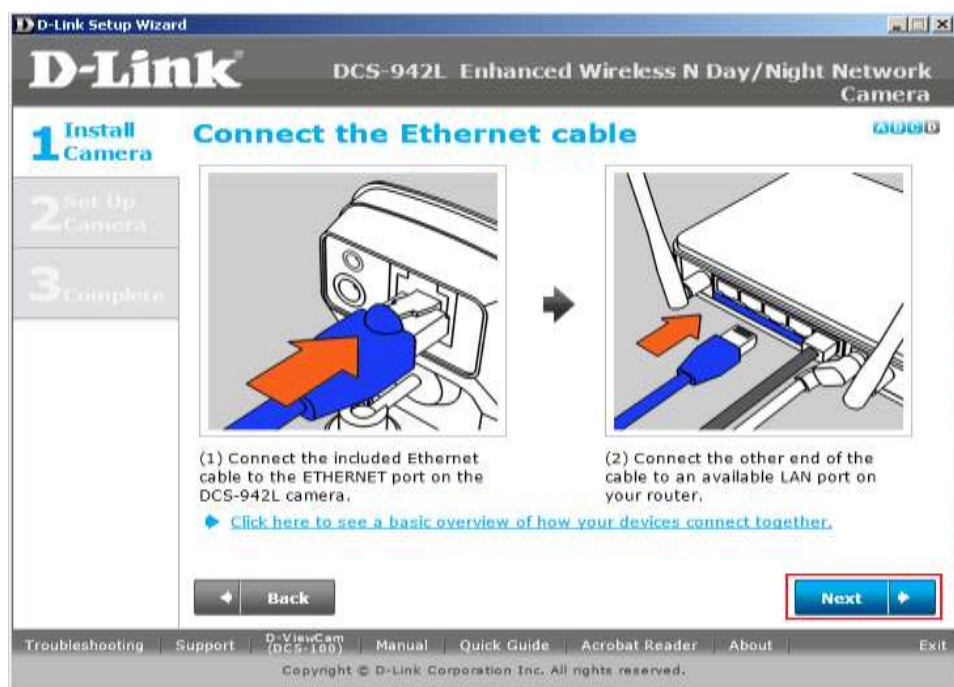 D-Link Setup Wizard
D-Link
DCS-942L Enhanced Wireless N Day/Night Network
Camera
1 Install
Camera
Connect the Ethernet cable
A B C D
2 Set Up
Camera
3 Complete
(1) Connect the included Ethernet
cable to the ETHERNET port on the
DCS-942L camera.
(2) Connect the other end of the
cable to an available LAN port on
your router.
Click here to see a basic overview of how your devices connect together.
Back
Next
Troubleshooting
Support
D-ViewCam
(DCS-100)
Manual
Quick Guide
Acrobat Reader
About
Exit
Copyright © D-Link Corporation Inc. All rights reserved.